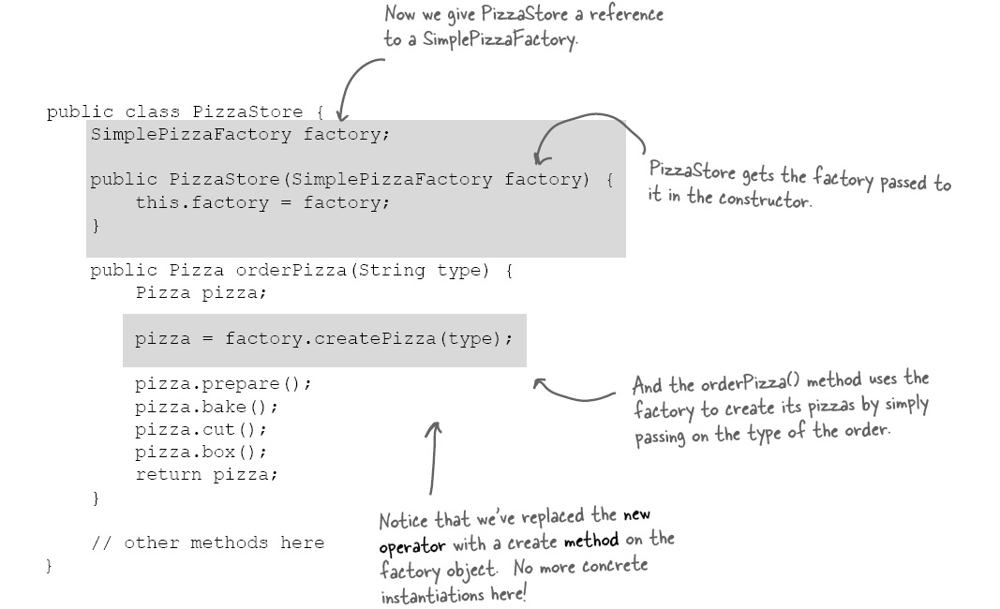 Now we give PizzaStore a reference
to a SimplePizzaFactory.
public class PizzaStore {
SimplePizzaFactory factory;
public PizzaStore(SimplePizzaFactory factory) {
this.factory = factory;
}
PizzaStore gets the factory passed to
it in the constructor.
public Pizza orderPizza(String type) {
Pizza pizza;
pizza = factory.createPizza(type);
pizza.prepare();
pizza.bake();
pizza.cut();
pizza.box();
return pizza;
}
And the orderPizza() method uses the
factory to create its pizzas by simply
passing on the type of the order.
// other methods here
}
Notice that we've replaced the new
operator with a create method on the
factory object. No more concrete
instantiations here!